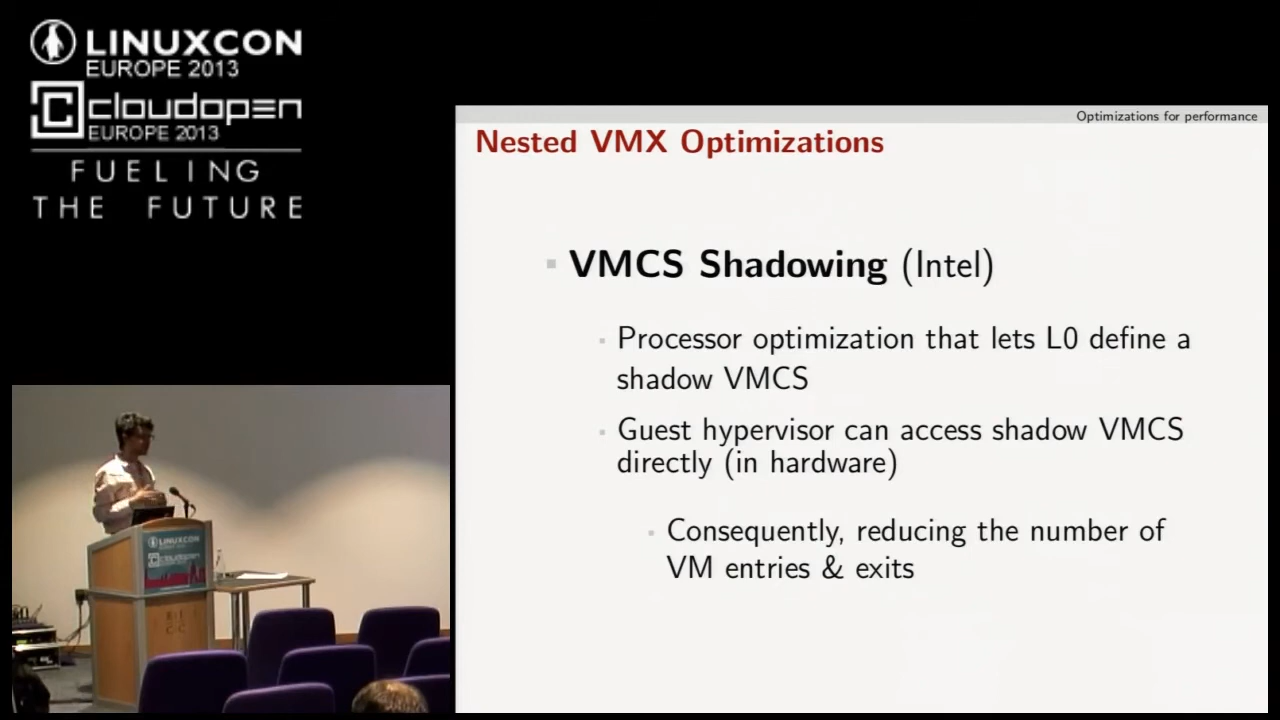 LINUXCON
EUROPE 2013
cloudopen
EUROPE 2013
FUELING
THE FUTURE
Optimizations for performance
Nested VMX Optimizations
VMCS Shadowing (Intel)
Processor optimization that lets L0 define a
shadow VMCS
Guest hypervisor can access shadow VMCS
directly (in hardware)
Consequently, reducing the number of
VM entries & exits
LINUXCON
cloudopen
E I
C C